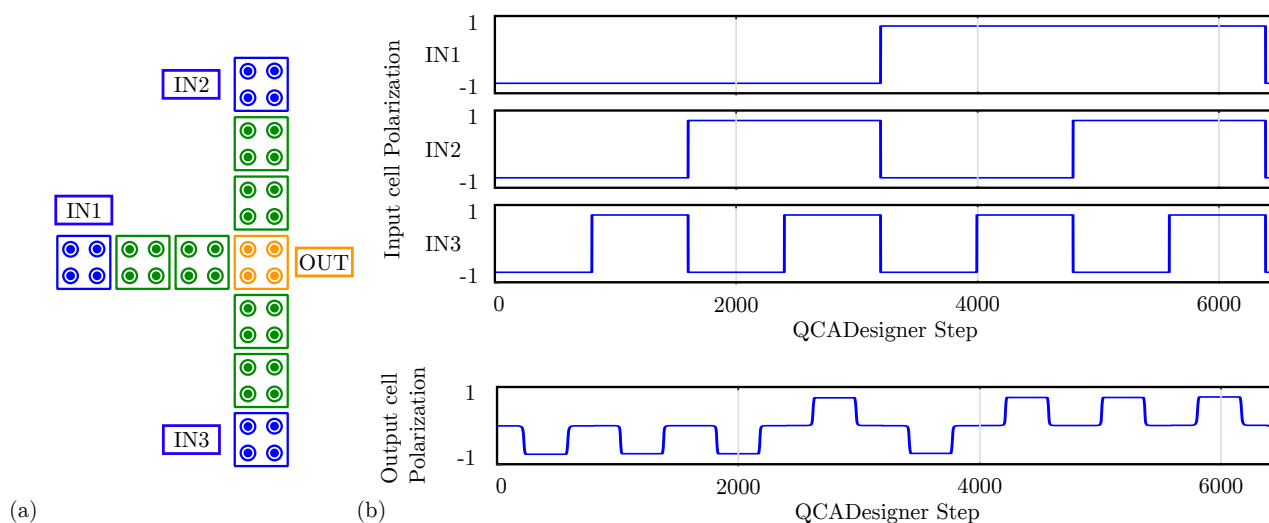 IN2
IN1
OUT
IN3
(a)
Input cell Polarization
1
IN1
-1
1
IN2
-1
1
IN3
-1
0 2000 4000 6000
QCADesigner Step
Output cell
Polarization
1
-1
0 2000 4000 6000
QCADesigner Step
(b)